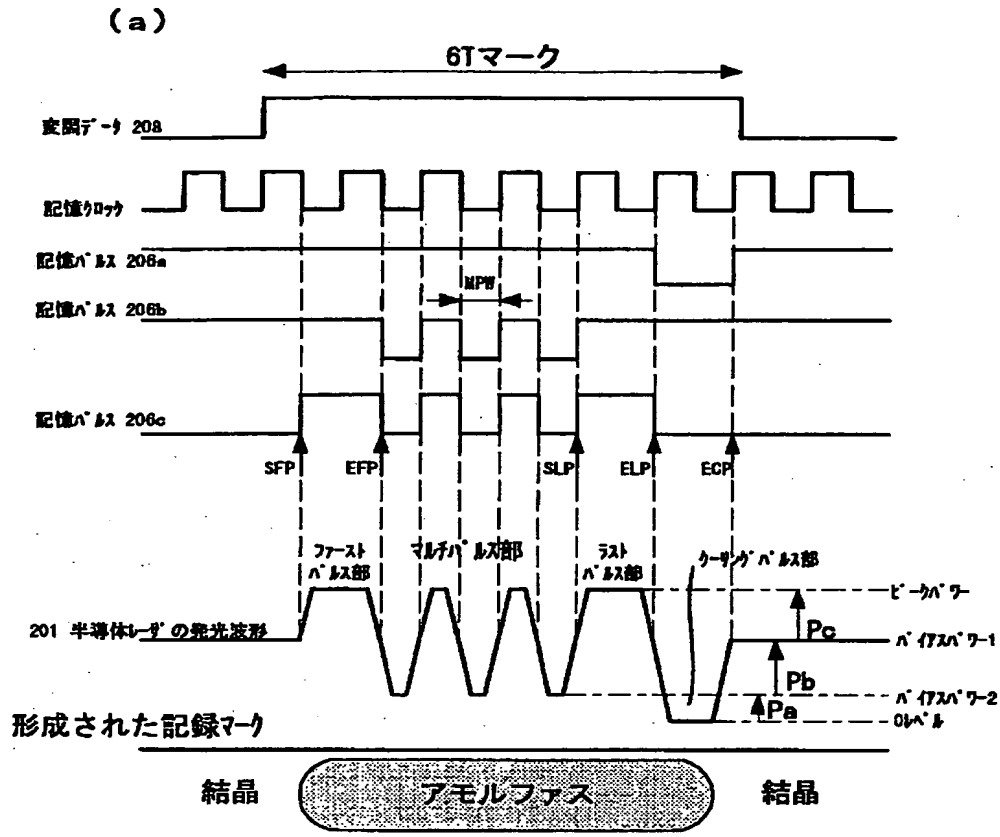 (a)
6Tマーク
変調データ 208
記憶クロック
記憶パルス 206a
MPW
記憶パルス 206b
記憶パルス 206c
SFP
EFP
SLP
ELP
ECP
ファースト
パルス部
マルチパルス部
ラスト
パルス部
クーリングパルス部
ピークパワー
Pc
201 半導体レーザの発光波形
バイアスパワー1
Pb
バイアスパワー2
Pa
0レベル
形成された記録マーク
結晶
アモルファス
結晶